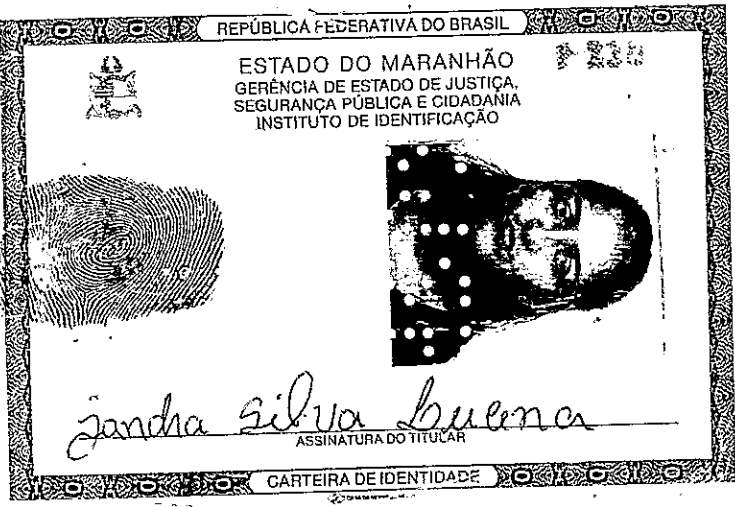 REPÚBLICA FEDERATIVA DO BRASIL
ESTADO DO MARANHÃO
GERÊNCIA DE ESTADO DE JUSTIÇA,
SEGURANÇA PÚBLICA E CIDADANIA
INSTITUTO DE IDENTIFICAÇÃO
Jandra Silva Lucena
ASSINATURA DO TITULAR
CARTEIRA DE IDENTIDADE